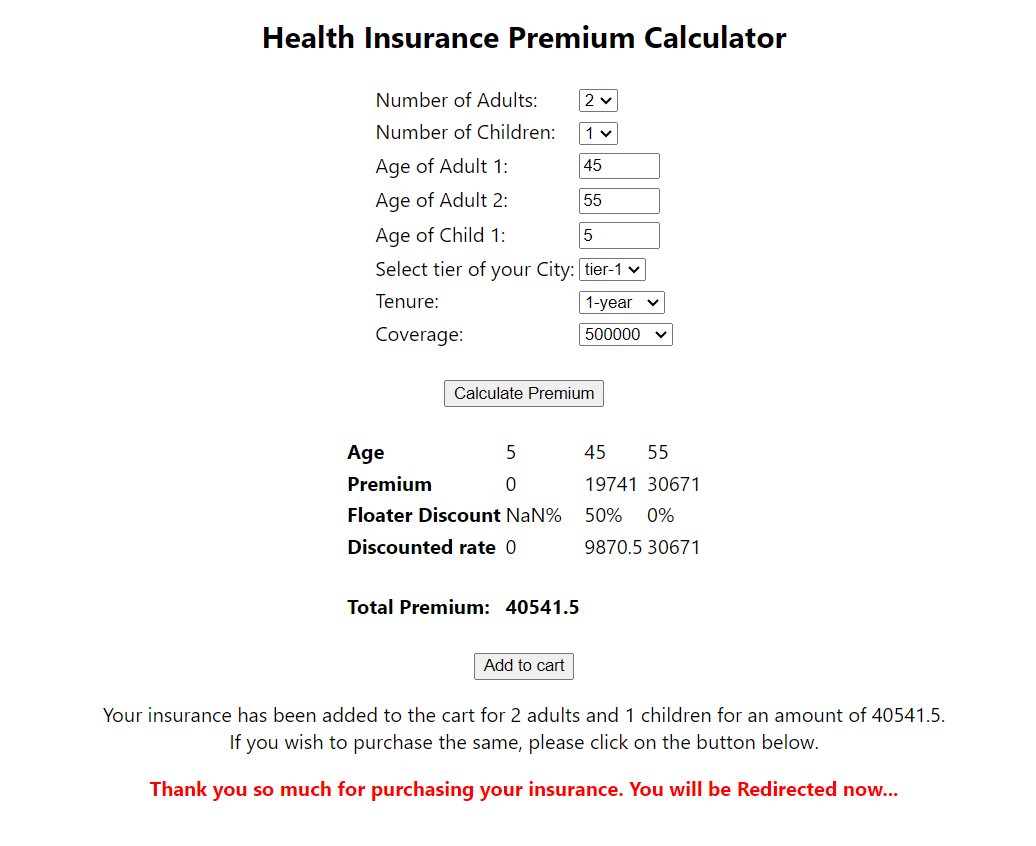 Health Insurance Premium Calculator
Number of Adults: 2
Number of Children: 1
Age of Adult 1: 45
Age of Adult 2: 55
Age of Child 1: 5
Select tier of your City: tier-1
Tenure: 1-year
Coverage: 500000
Calculate Premium
Age 5 45 55
Premium 0 19741 30671
Floater Discount NaN% 50% 0%
Discounted rate 0 9870.5 30671
Total Premium: 40541.5
Add to cart
Your insurance has been added to the cart for 2 adults and 1 children for an amount of 40541.5.
If you wish to purchase the same, please click on the button below.
Thank you so much for purchasing your insurance. You will be Redirected now...